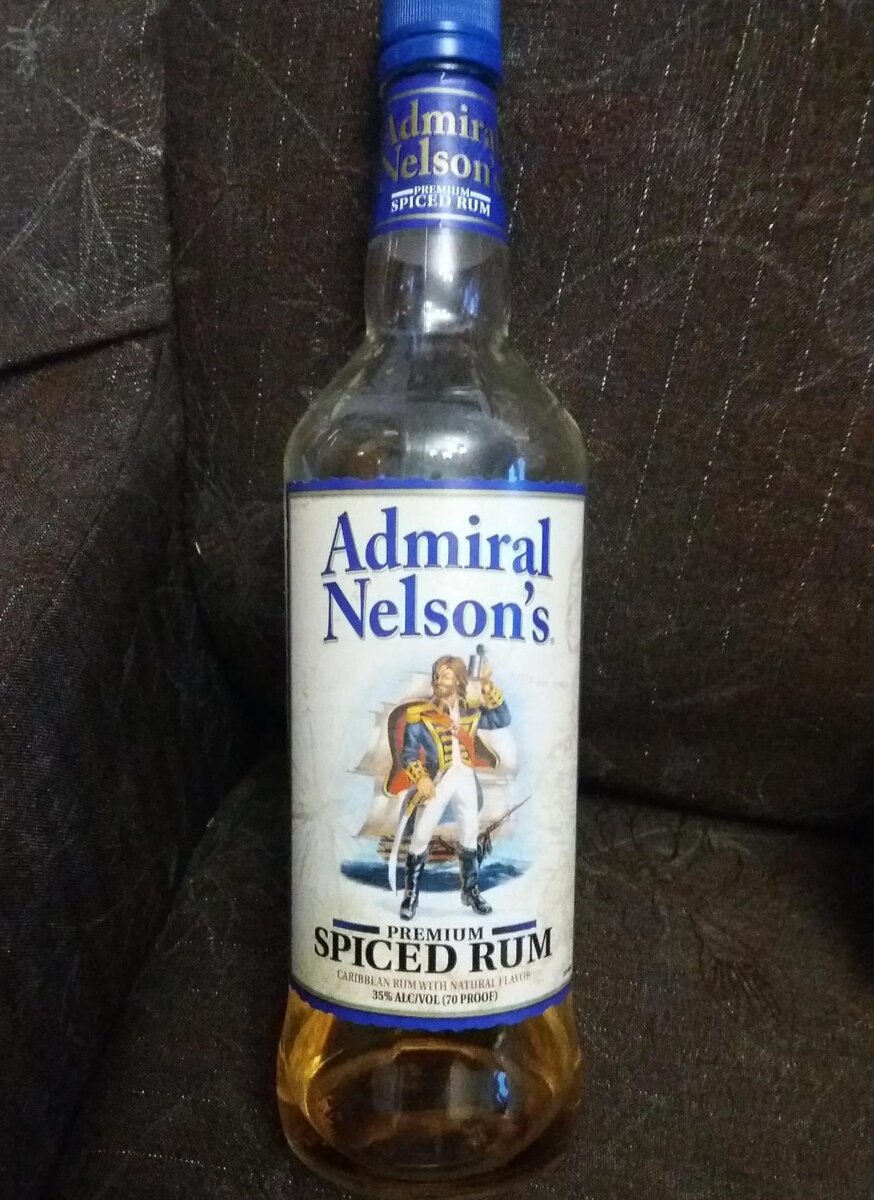 Admiral
Nelson's
PREMIUM
SPICED RUM
Admiral
Nelson's
PREMIUM
SPICED RUM
CARIBBEAN RUM WITH NATURAL FLAVOR
35% ALC/VOL (70 PROOF)